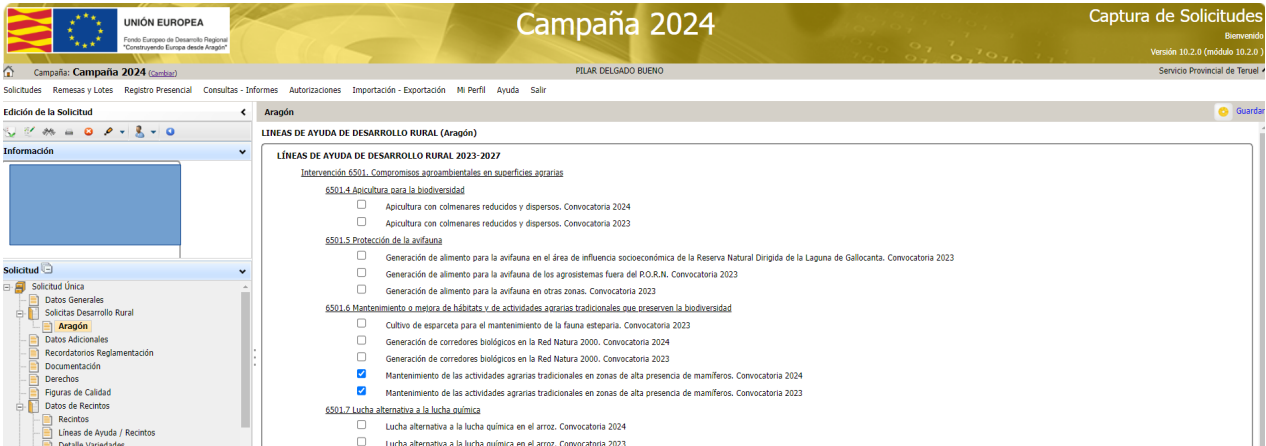 UNIÓN EUROPEA
Fondo Europeo de Desarrollo Regional
"Construyendo Europa desde Aragón"
Campaña 2024
Captura de Solicitudes
Bienvenido
Versión 10.2.0 (módulo 10.2.0 )
Campaña: Campaña 2024 (Cambiar)
PILAR DELGADO BUENO
Servicio Provincial de Teruel
Solicitudes Remesas y Lotes Registro Presencial Consultas - Informes Autorizaciones Importación - Exportación Mi Perfil Ayuda Salir
Edición de la Solicitud
Aragón
Guardar
LINEAS DE AYUDA DE DESARROLLO RURAL (Aragón)
Información
LÍNEAS DE AYUDA DE DESARROLLO RURAL 2023-2027
Intervención 6501. Compromisos agroambientales en superficies agrarias
6501.4 Apicultura para la biodiversidad
Apicultura con colmenares reducidos y dispersos. Convocatoria 2024
Apicultura con colmenares reducidos y dispersos. Convocatoria 2023
6501.5 Protección de la avifauna
Generación de alimento para la avifauna en el área de influencia socioeconómica de la Reserva Natural Dirigida de la Laguna de Gallocanta. Convocatoria 2023
Generación de alimento para la avifauna de los agrosistemas fuera del P.O.R.N. Convocatoria 2023
Generación de alimento para la avifauna en otras zonas. Convocatoria 2023
6501.6 Mantenimiento o mejora de hábitats y de actividades agrarias tradicionales que preserven la biodiversidad
Cultivo de esparceta para el mantenimiento de la fauna esteparia. Convocatoria 2023
Generación de corredores biológicos en la Red Natura 2000. Convocatoria 2024
Generación de corredores biológicos en la Red Natura 2000. Convocatoria 2023
Mantenimiento de las actividades agrarias tradicionales en zonas de alta presencia de mamíferos. Convocatoria 2024
Mantenimiento de las actividades agrarias tradicionales en zonas de alta presencia de mamíferos. Convocatoria 2023
6501.7 Lucha alternativa a la lucha química
Lucha alternativa a la lucha química en el arroz. Convocatoria 2024
Lucha alternativa a la lucha química en el arroz. Convocatoria 2023
Solicitud
Solicitud Única
Datos Generales
Solicitas Desarrollo Rural
Aragón
Datos Adicionales
Recordatorios Reglamentación
Documentación
Derechos
Figuras de Calidad
Datos de Recintos
Recintos
Líneas de Ayuda / Recintos
Detalle Variedades